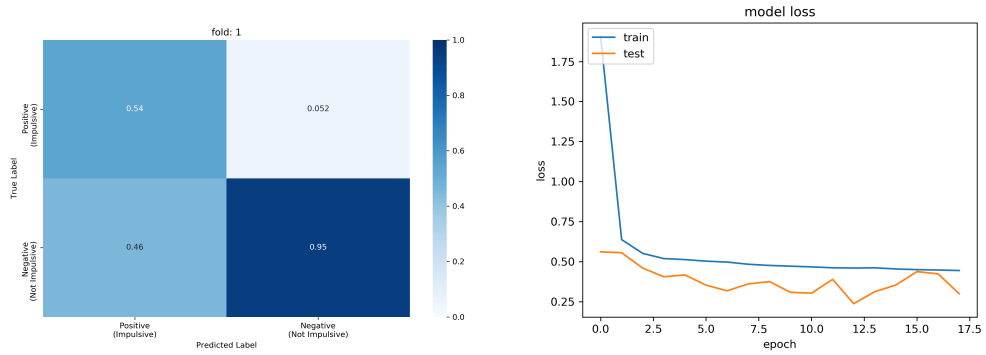 fold: 1
True Label
Positive
(Impulsive)
Negative
(Not Impulsive)
0.54
0.052
0.46
0.95
Positive
(Impulsive)
Negative
(Not Impulsive)
Predicted Label
1.0
0.8
0.6
0.4
0.2
0.0
model loss
train
test
loss
1.75
1.50
1.25
1.00
0.75
0.50
0.25
0.0
2.5
5.0
7.5
10.0
12.5
15.0
17.5
epoch